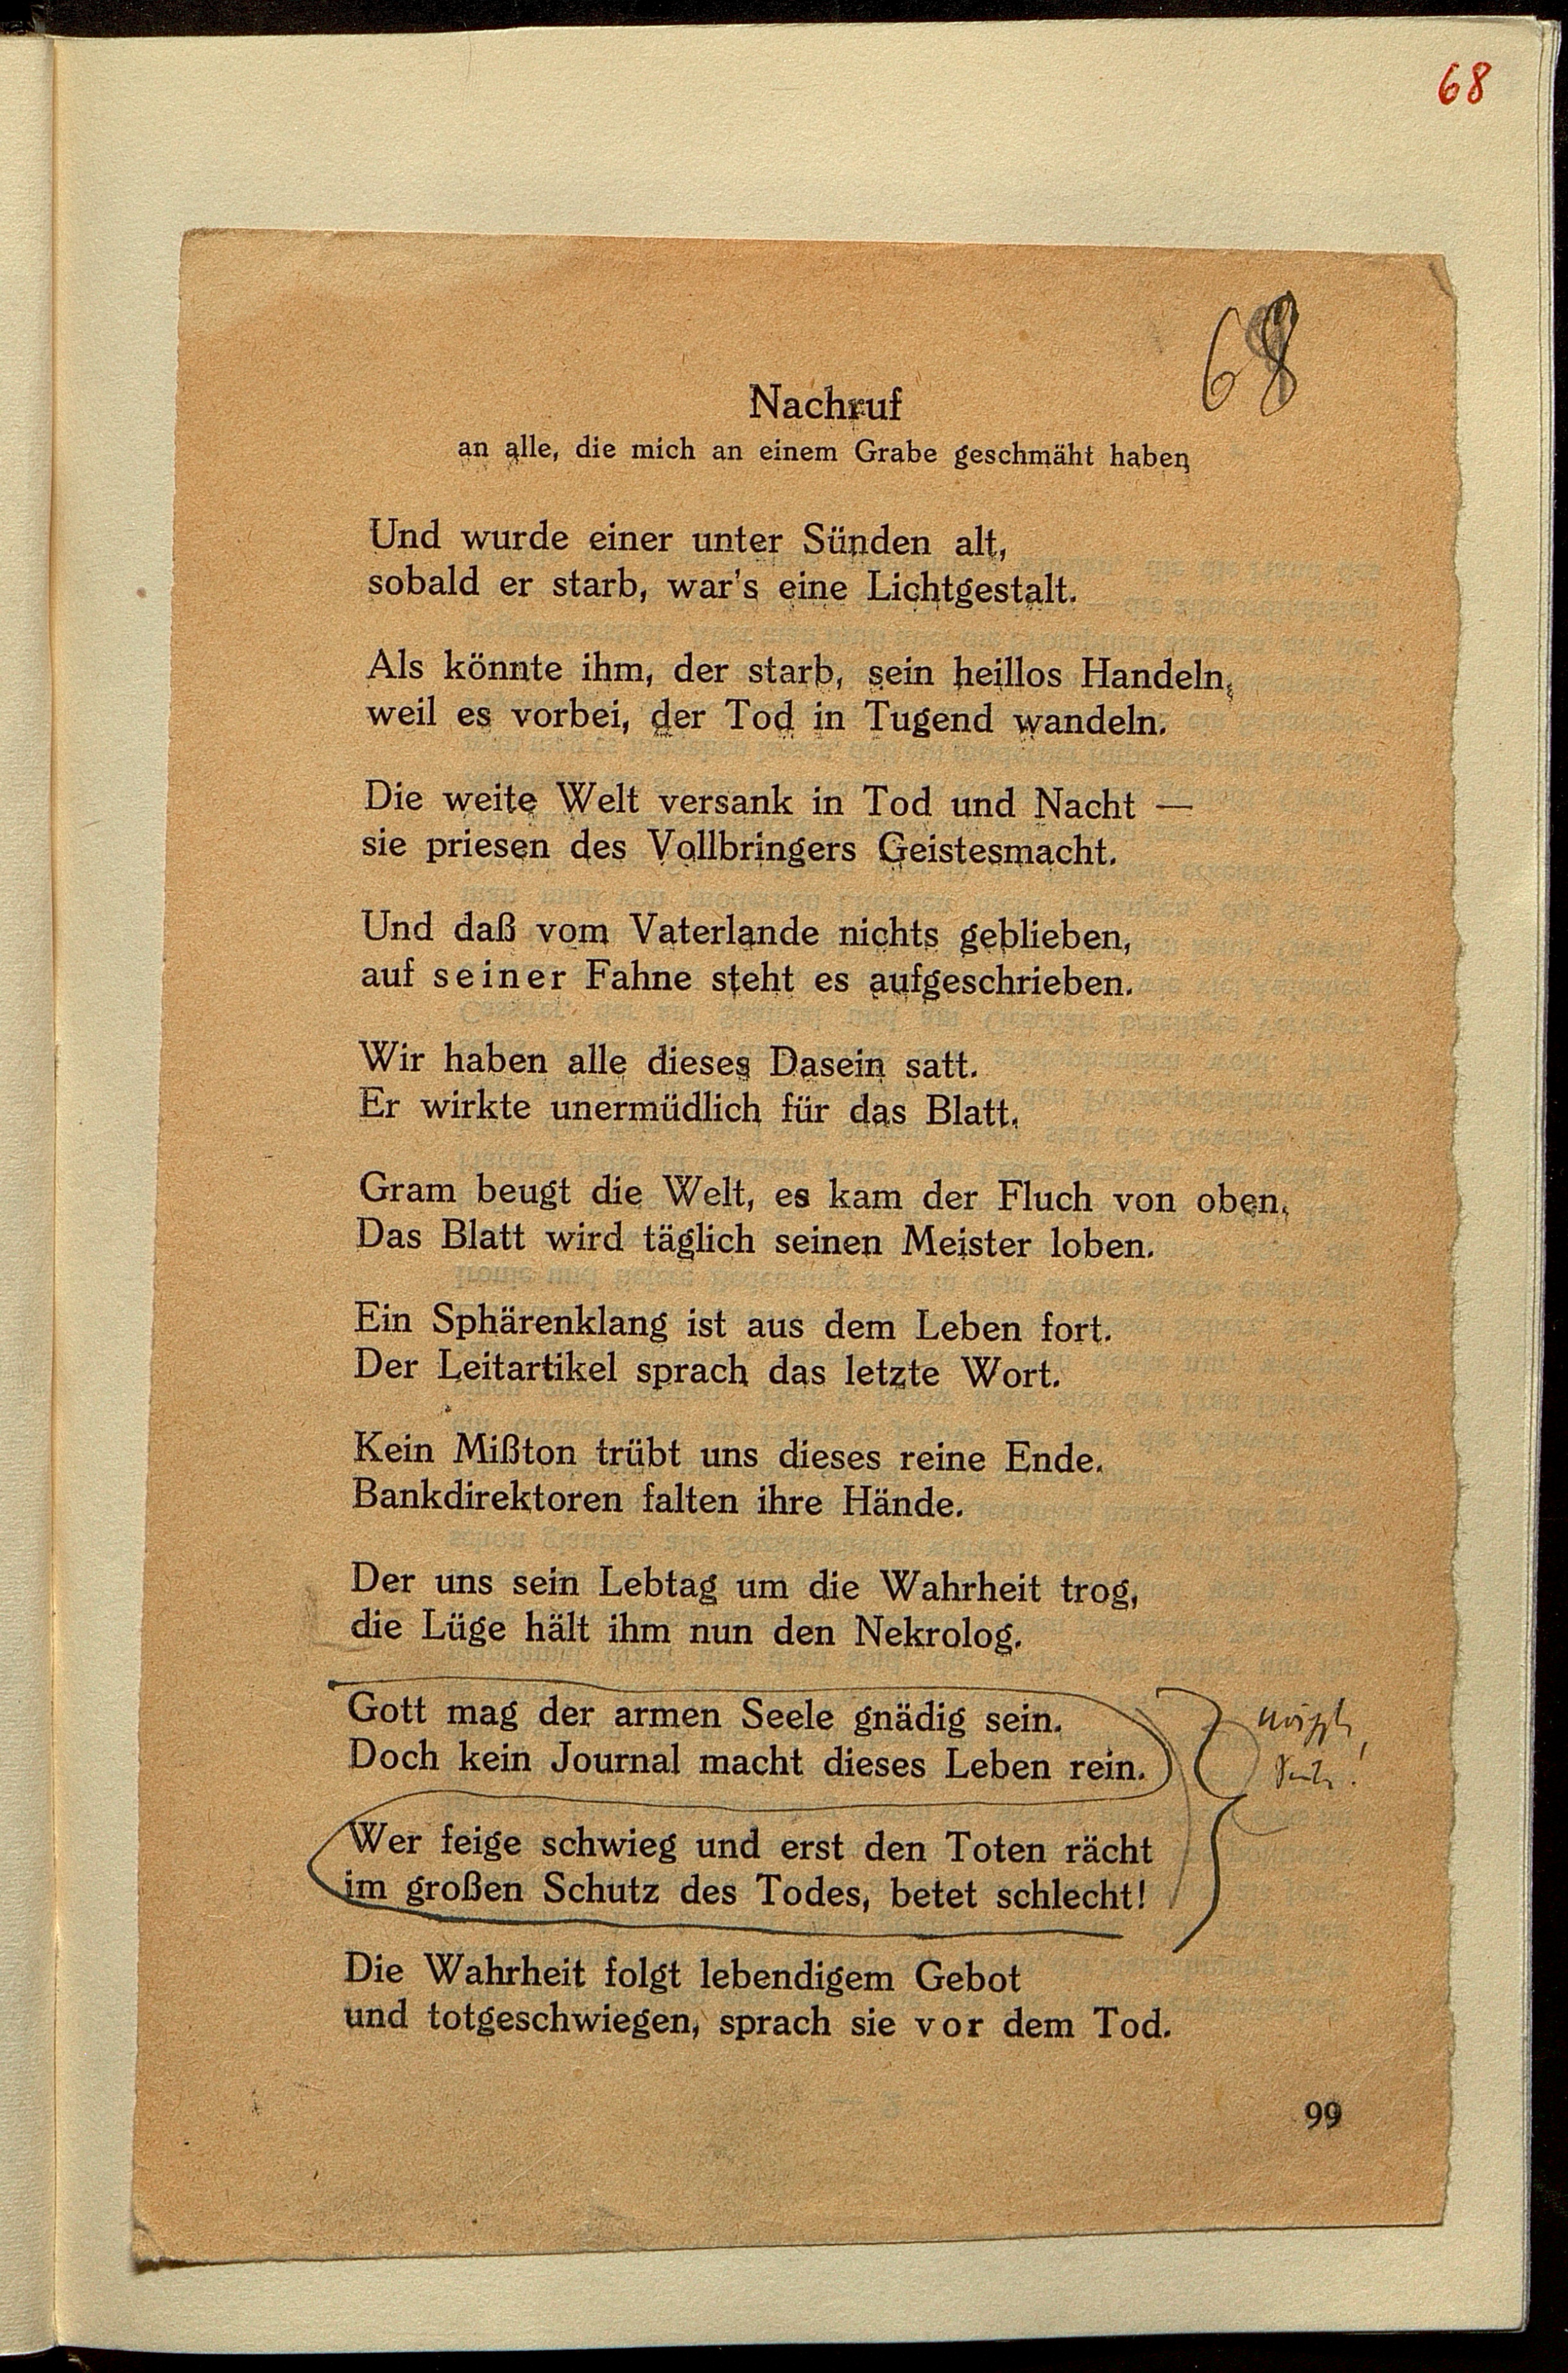 68
68
Nachruf
an alle, die mich an einem Grabe geschmäht haben
Und wurde einer unter Sünden alt,
sobald er starb, war's eine Lichtgestalt.
Als könnte ihm, der starb, sein heillos Handeln,
weil es vorbei, der Tod in Tugend wandeln.
Die weite Welt versank in Tod und Nacht —
sie priesen des Vollbringers Geistesmacht.
Und daß vom Vaterlande nichts geblieben,
auf seiner Fahne steht es aufgeschrieben.
Wir haben alle dieses Dasein satt.
Er wirkte unermüdlich für das Blatt.
Gram beugt die Welt, es kam der Fluch von oben.
Das Blatt wird täglich seinen Meister loben.
Ein Sphärenklang ist aus dem Leben fort.
Der Leitartikel sprach das letzte Wort.
Kein Mißton trübt uns dieses reine Ende.
Bankdirektoren falten ihre Hände.
Der uns sein Lebtag um die Wahrheit trog,
die Lüge hält ihm nun den Nekrolog.
Gott mag der armen Seele gnädig sein.
Doch kein Journal macht dieses Leben rein.
Wer feige schwieg und erst den Toten rächt
im großen Schutz des Todes, betet schlecht!
Die Wahrheit folgt lebendigem Gebot
und totgeschwiegen, sprach sie vor dem Tod.
99